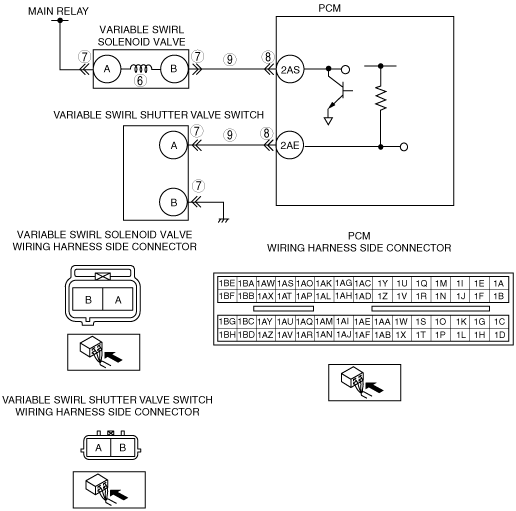 MAIN RELAY
PCM
VARIABLE SWIRL
SOLENOID VALVE
7
7
9
8
A
B
2AS
6
VARIABLE SWIRL SHUTTER VALVE SWITCH
7
9
8
A
2AE
7
B
VARIABLE SWIRL SOLENOID VALVE
WIRING HARNESS SIDE CONNECTOR
B A
PCM
WIRING HARNESS SIDE CONNECTOR
1BE 1BA 1AW 1AS 1AO 1AK 1AG 1AC 1Y 1U 1Q 1M 1I 1E 1A
1BF 1BB 1AX 1AT 1AP 1AL 1AH 1AD 1Z 1V 1R 1N 1J 1F 1B
1BG 1BC 1AY 1AU 1AQ 1AM 1AI 1AE 1AA 1W 1S 1O 1K 1G 1C
1BH 1BD 1AZ 1AV 1AR 1AN 1AJ 1AF 1AB 1X 1T 1P 1L 1H 1D
VARIABLE SWIRL SHUTTER VALVE SWITCH
WIRING HARNESS SIDE CONNECTOR
A B